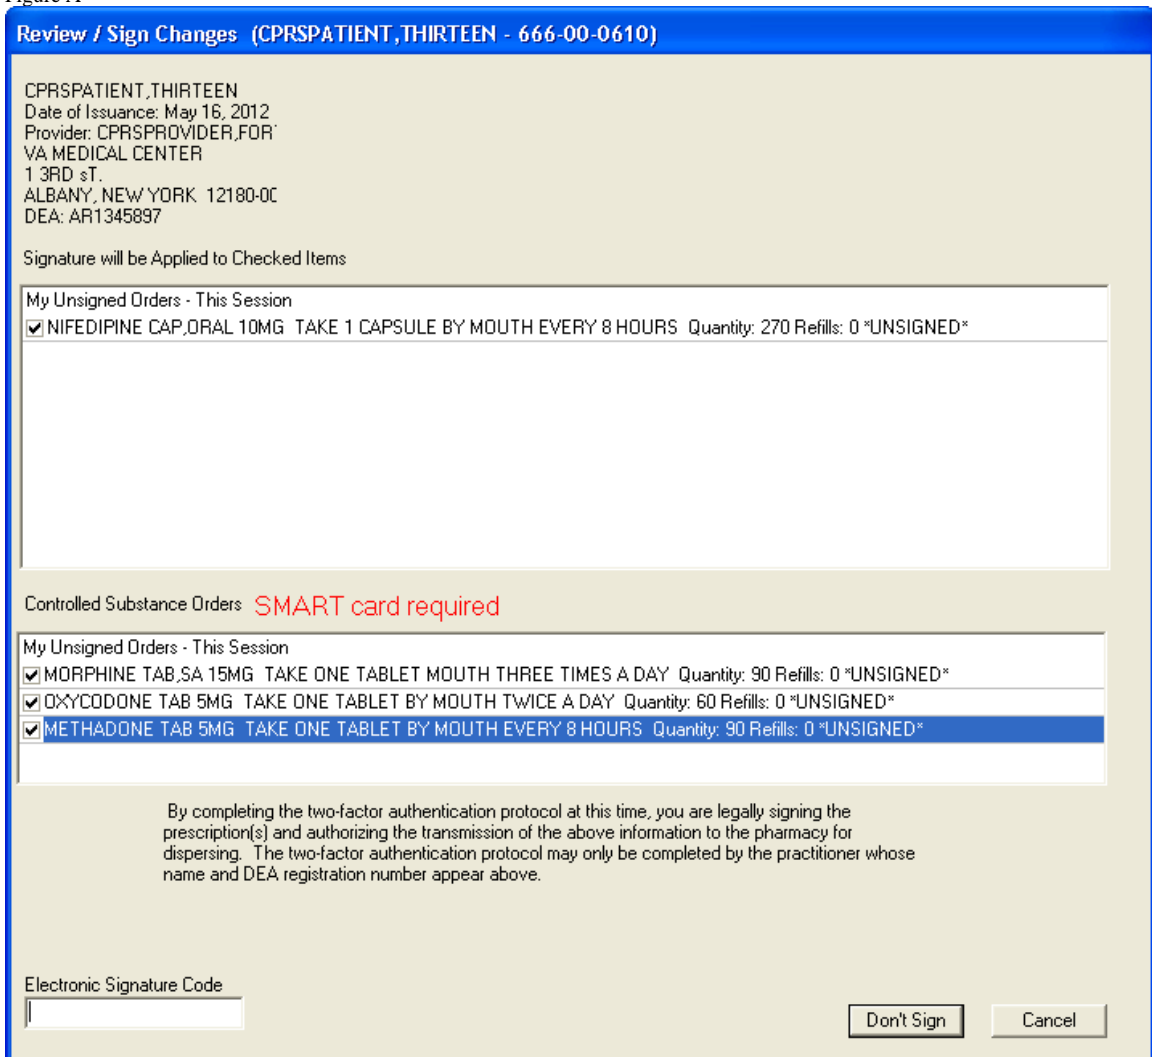 Review / Sign Changes (CPRSPATIENT,THIRTEEN - 666-00-0610)
CPRSPATIENT,THIRTEEN
Date of Issuance: May 16, 2012
Provider: CPRSPROVIDER,FOR
VA MEDICAL CENTER
1 3RD sT.
ALBANY, NEW YORK 12180-0
DEA: AR1345897
Signature will be Applied to Checked Items
My Unsigned Orders - This Session
NIFEDIPINE CAP,ORAL 10MG TAKE 1 CAPSULE BY MOUTH EVERY 8 HOURS Quantity: 270 Refills: 0 *UNSIGNED*
Controlled Substance Orders SMART card required
My Unsigned Orders - This Session
MORPHINE TAB,SA 15MG TAKE ONE TABLET MOUTH THREE TIMES A DAY Quantity: 90 Refills: 0 *UNSIGNED*
OXYCODONE TAB 5MG TAKE ONE TABLET BY MOUTH TWICE A DAY Quantity: 60 Refills: 0 *UNSIGNED*
METHADONE TAB 5MG TAKE ONE TABLET BY MOUTH EVERY 8 HOURS Quantity: 90 Refills: 0 *UNSIGNED*
By completing the two-factor authentication protocol at this time, you are legally signing the
prescription(s) and authorizing the transmission of the above information to the pharmacy for
dispersing. The two-factor authentication protocol may only be completed by the practitioner whose
name and DEA registration number appear above.
Electronic Signature Code
Don't Sign
Cancel